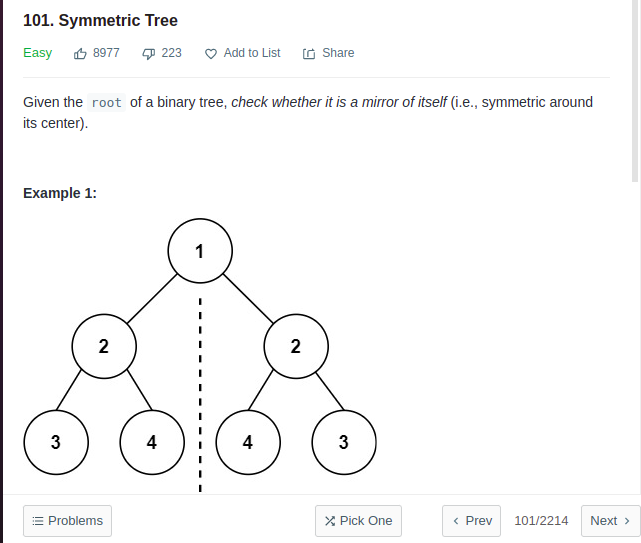 101. Symmetric Tree
Easy 8977 223 Add to List Share
Given the root of a binary tree, check whether it is a mirror of itself (i.e., symmetric around
its center).
Example 1:
1
2 2
3 4 4 3
Problems Pick One Prev 101/2214 Next